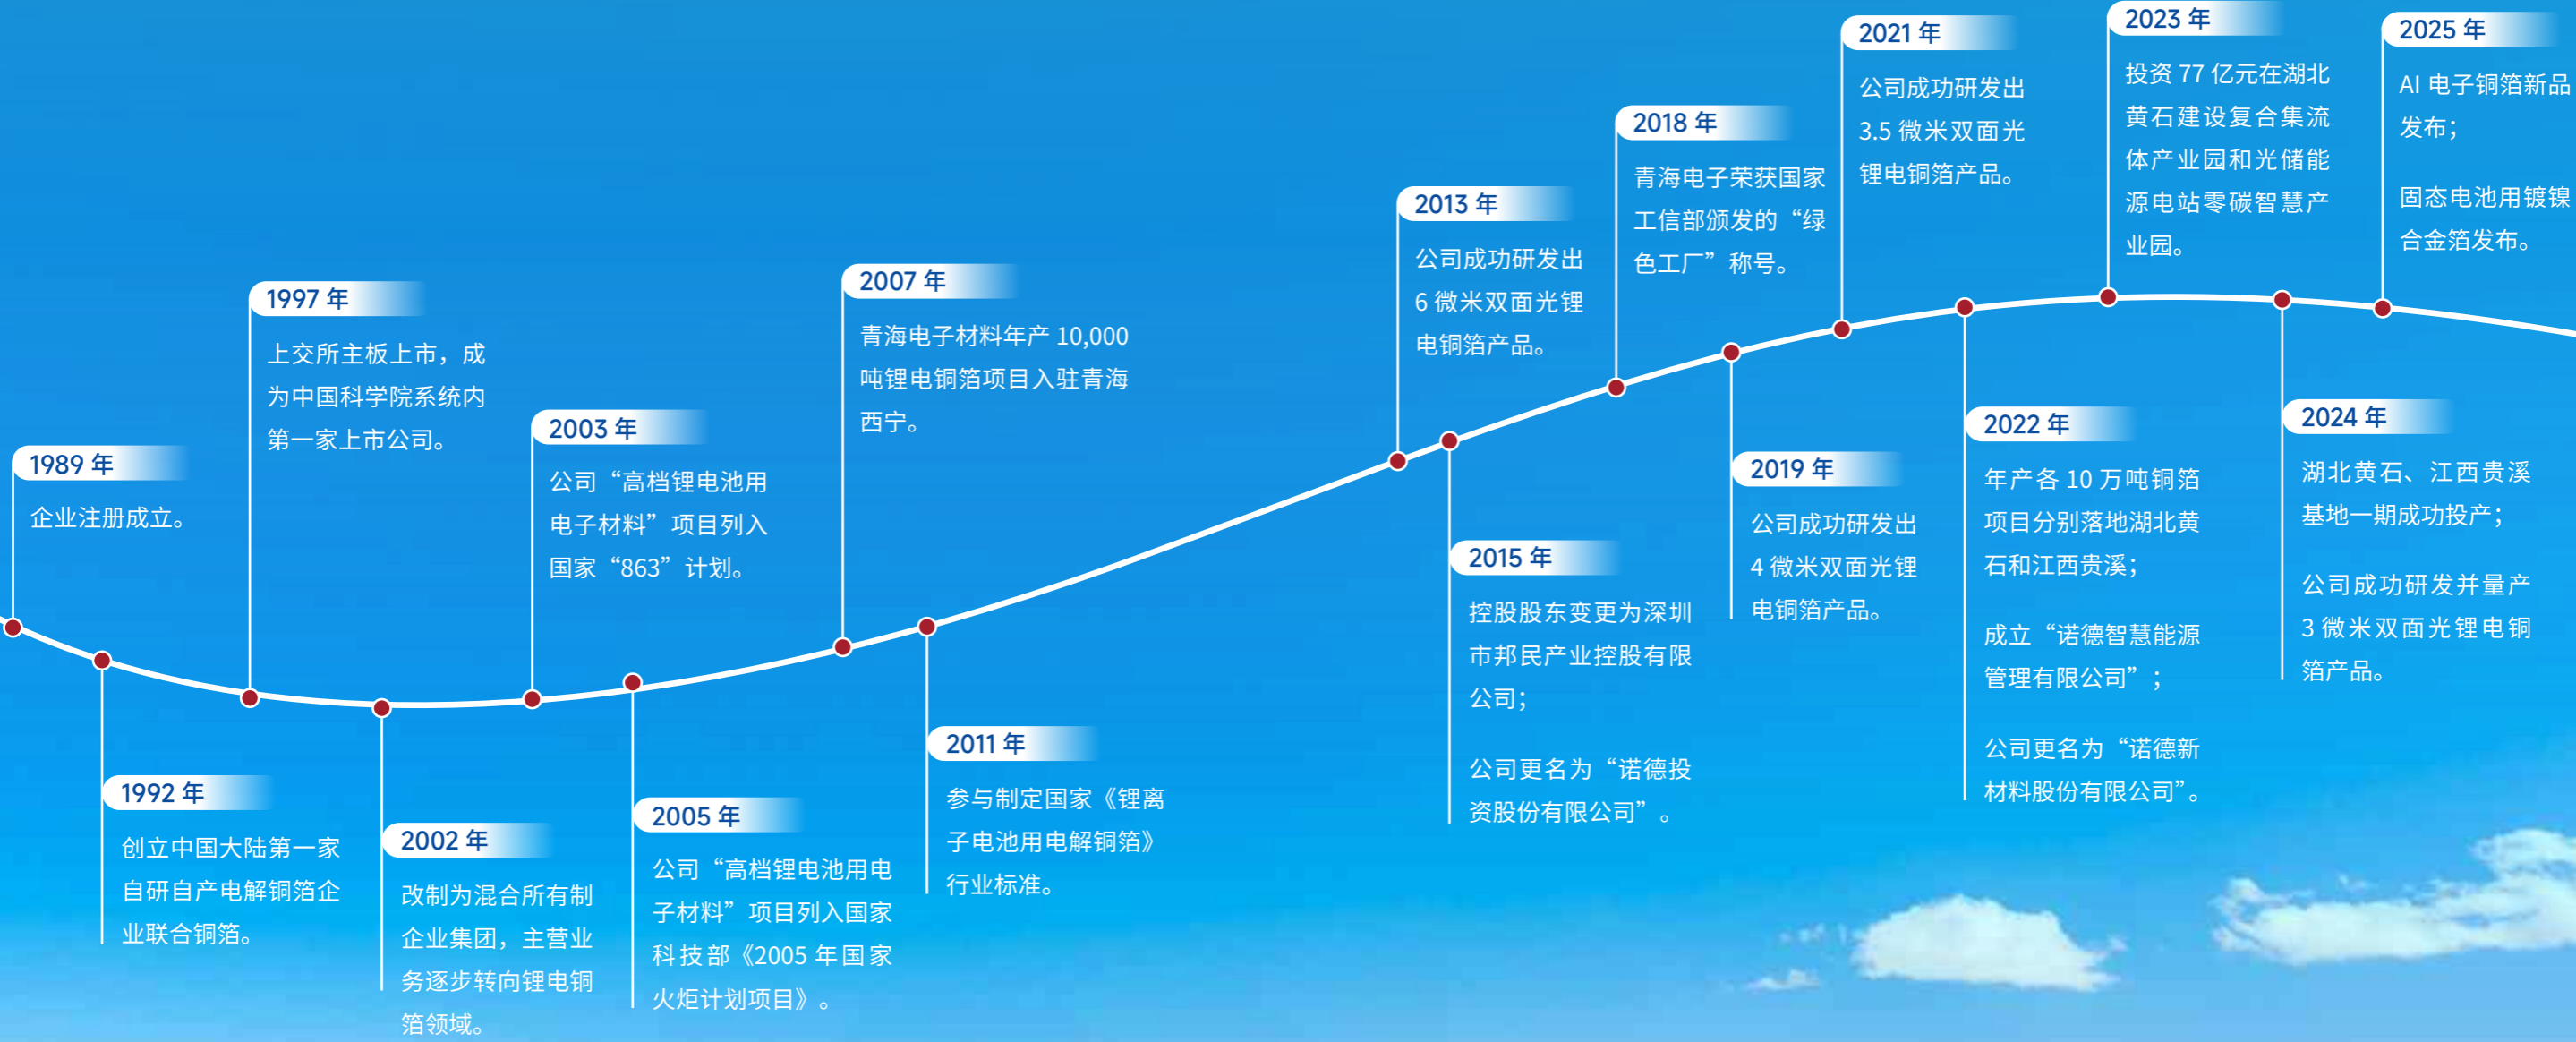 1989 年
企业注册成立。
1992 年
创立中国大陆第一家
自研自产电解铜箔企
业联合铜箔。
1997 年
上交所主板上市，成
为中国科学院系统内
第一家上市公司。
2002 年
改制为混合所有制
企业集团，主营业
务逐步转向锂电铜
箔领域。
2003 年
公司“高档锂电池用
电子材料”项目列入
国家“863”计划。
2005 年
公司“高档锂电池用电
子材料”项目列入国家
科技部《2005 年国家
火炬计划项目》。
2007 年
青海电子材料年产 10,000
吨锂电铜箔项目入驻青海
西宁。
2011 年
参与制定国家《锂离
子电池用电解铜箔》
行业标准。
2013 年
公司成功研发出
6 微米双面光锂
电铜箔产品。
2015 年
控股股东变更为深圳
市邦民产业控股有限
公司；
公司更名为“诺德投
资股份有限公司”。
2018 年
青海电子荣获国家
工信部颁发的“绿
色工厂”称号。
2019 年
公司成功研发出
4 微米双面光锂
电铜箔产品。
2021 年
公司成功研发出
3.5 微米双面光
锂电铜箔产品。
2022 年
年产各 10 万吨铜箔
项目分别落地湖北黄
石和江西贵溪；
成立“诺德智慧能源
管理有限公司”；
公司更名为“诺德新
材料股份有限公司”。
2023 年
投资 77 亿元在湖北
黄石建设复合集流
体产业园和光储能
源电站零碳智慧产
业园。
2024 年
湖北黄石、江西贵溪
基地一期成功投产；
公司成功研发并量产
3 微米双面光锂电铜
箔产品。
2025 年
AI 电子铜箔新品
发布；
固态电池用镀镍
合金箔发布。